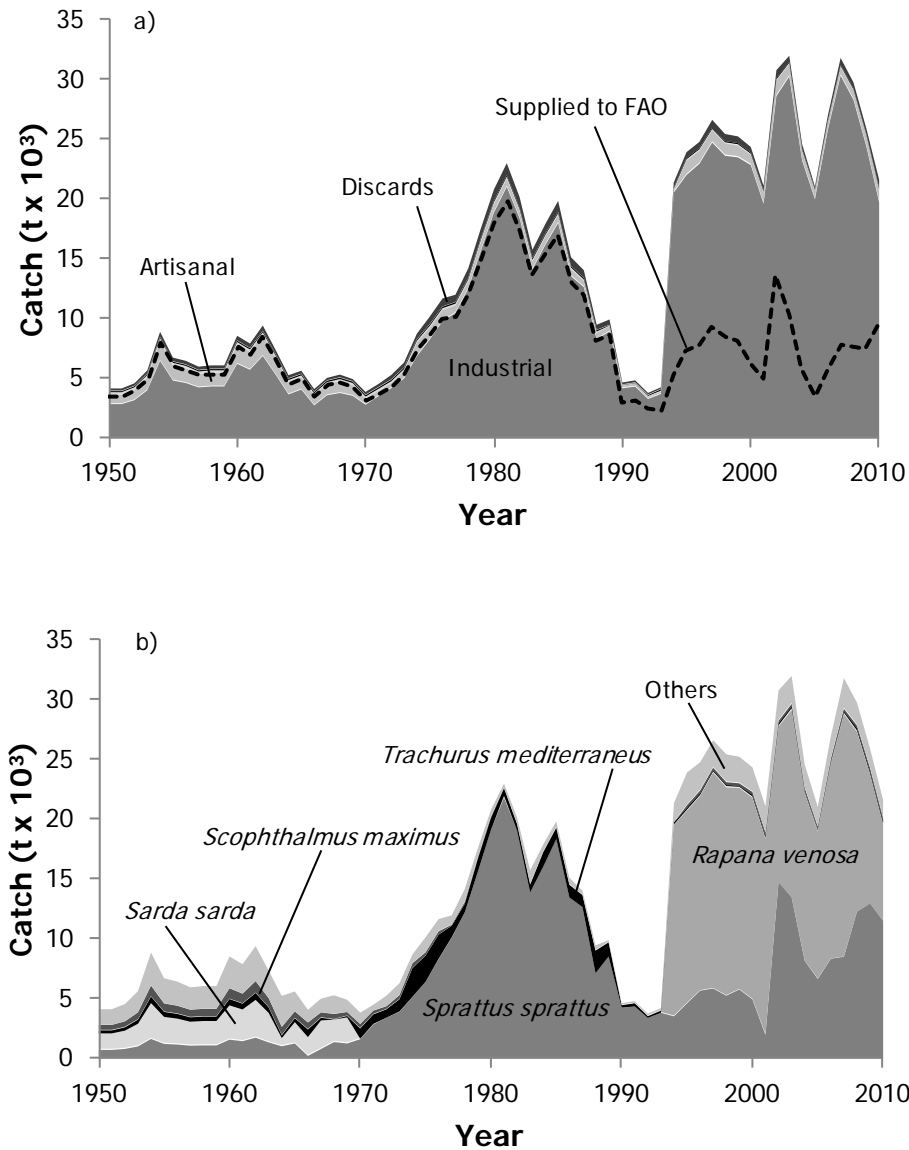 a)
35
30
25
20
15
10
5
0
Catch (t x 10³)
Supplied to FAO
Discards
Artisanal
Industrial
1950 1960 1970 1980 1990 2000 2010
Year
b)
35
30
25
20
15
10
5
0
Catch (t x 10³)
Others
Trachurus mediterraneus
Scophthalmus maximus
Rapana venosa
Sarda sarda
Sprattus sprattus
1950 1960 1970 1980 1990 2000 2010
Year